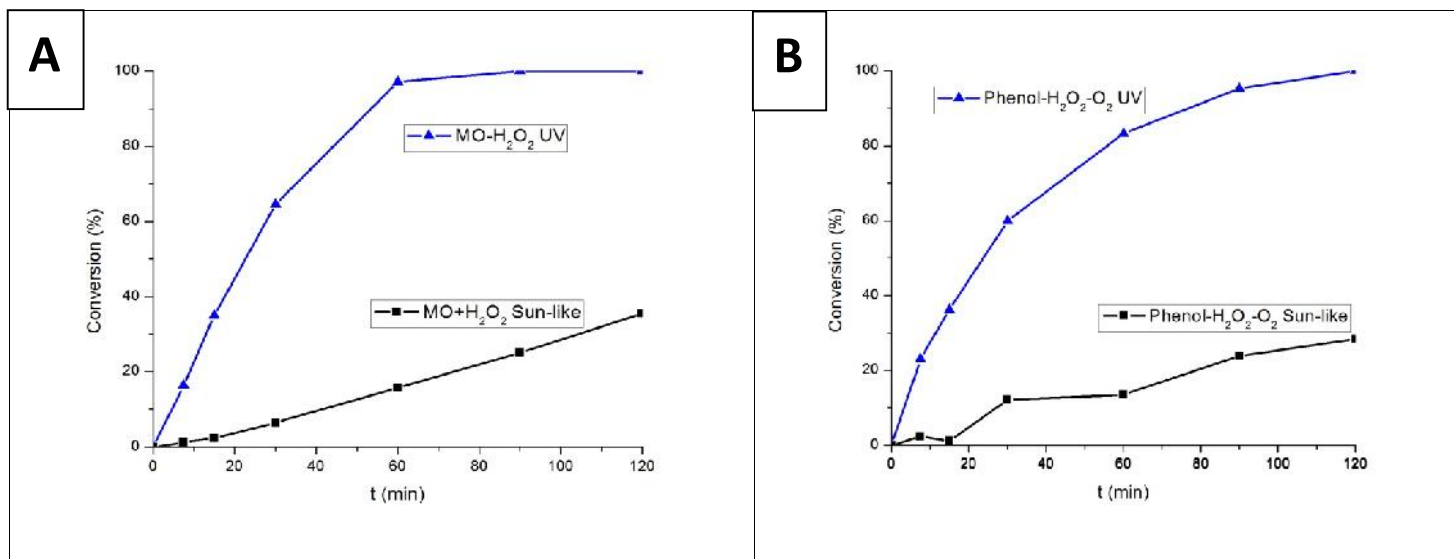 A
100
80
60
40
20
0
Conversion (%)
MO-H₂O₂ UV
MO+H₂O₂ Sun-like
0 20 40 60 80 100 120
t (min)
B
100
80
60
40
20
0
Conversion (%)
Phenol-H₂O₂-O₂ UV
Phenol-H₂O₂-O₂ Sun-like
0 20 40 60 80 100 120
t (min)